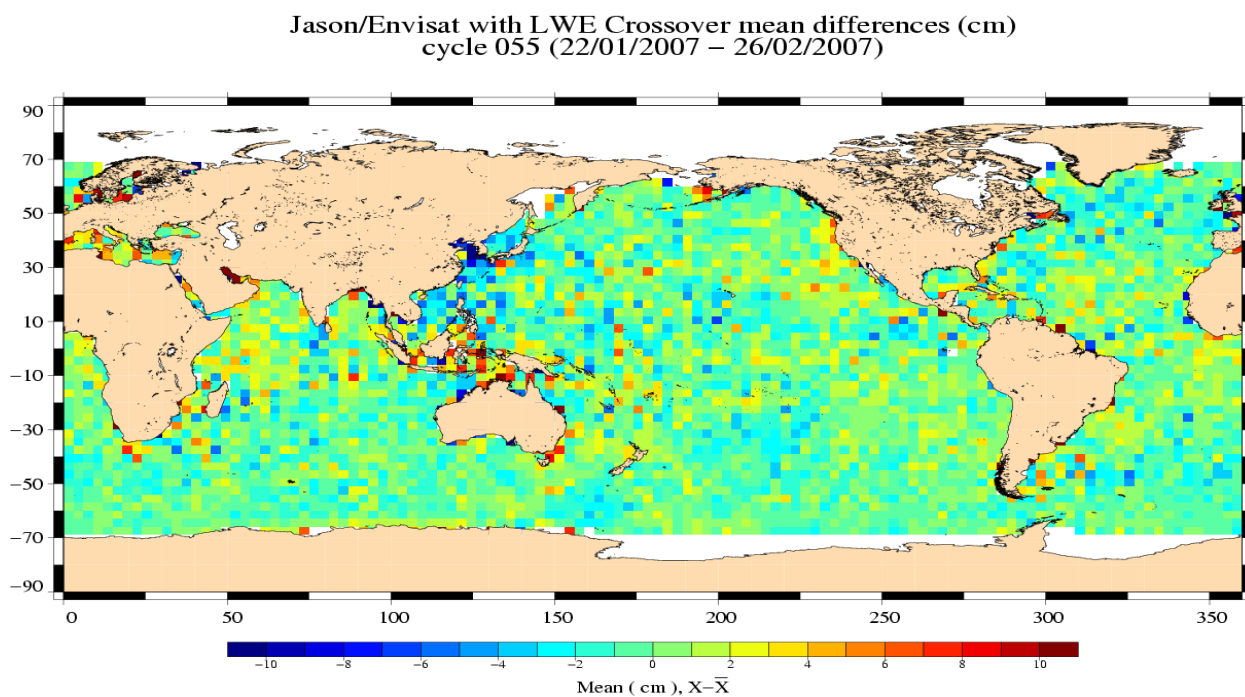 Jason/Envisat with LWE Crossover mean differences (cm)
cycle 055 (22/01/2007 – 26/02/2007)
90
70
50
30
10
−10
−30
−50
−70
−90
0 50 100 150 200 250 300 350
−10 −8 −6 −4 −2 0 2 4 6 8 10
Mean ( cm ), X−X̅